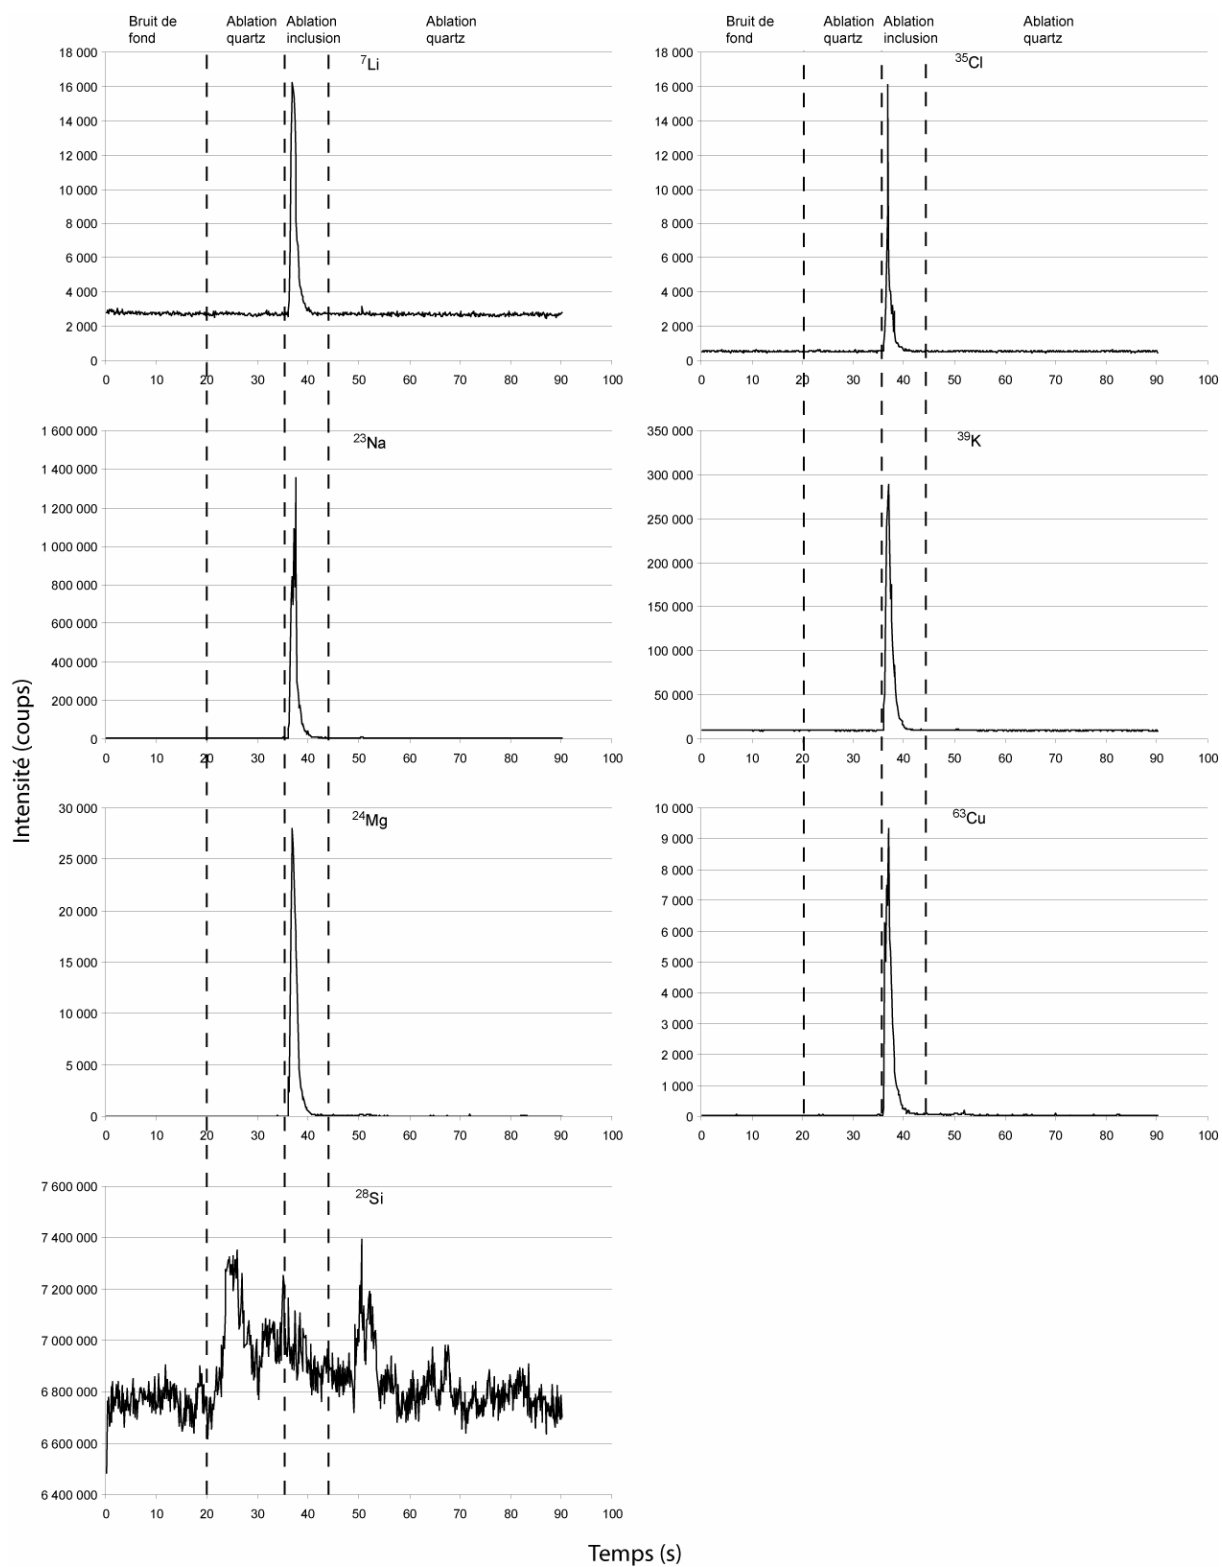 Bruit de fond Ablation quartz Ablation inclusion Ablation quartz
18 000
16 000
14 000
12 000
10 000
8 000
6 000
4 000
2 000
0
0 10 20 30 40 50 60 70 80 90 100
⁷Li
Bruit de fond Ablation quartz Ablation inclusion Ablation quartz
18 000
16 000
14 000
12 000
10 000
8 000
6 000
4 000
2 000
0
0 10 20 30 40 50 60 70 80 90 100
³⁵Cl
1 600 000
1 400 000
1 200 000
1 000 000
800 000
600 000
400 000
200 000
0
0 10 20 30 40 50 60 70 80 90 100
²³Na
350 000
300 000
250 000
200 000
150 000
100 000
50 000
0
0 10 20 30 40 50 60 70 80 90 100
³⁹K
Intensité (coups)
30 000
25 000
20 000
15 000
10 000
5 000
0
0 10 20 30 40 50 60 70 80 90 100
²⁴Mg
10 000
9 000
8 000
7 000
6 000
5 000
4 000
3 000
2 000
1 000
0
0 10 20 30 40 50 60 70 80 90 100
⁶³Cu
7 600 000
7 400 000
7 200 000
7 000 000
6 800 000
6 600 000
6 400 000
0 10 20 30 40 50 60 70 80 90 100
²⁸Si
Temps (s)